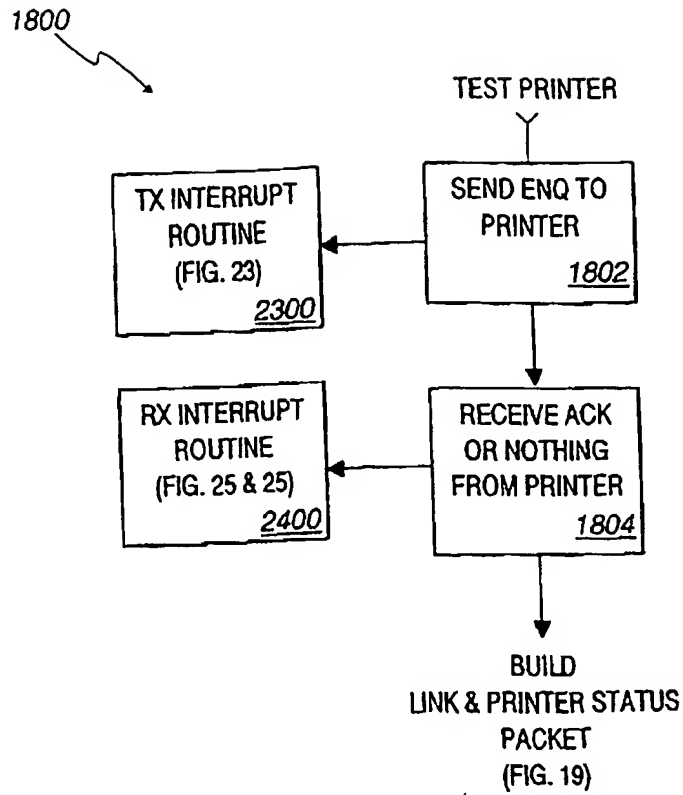 1800
TEST PRINTER
TX INTERRUPT
ROUTINE
(FIG. 23)
2300
SEND ENQ TO
PRINTER
1802
RX INTERRUPT
ROUTINE
(FIG. 25 & 25)
2400
RECEIVE ACK
OR NOTHING
FROM PRINTER
1804
BUILD
LINK & PRINTER STATUS
PACKET
(FIG. 19)